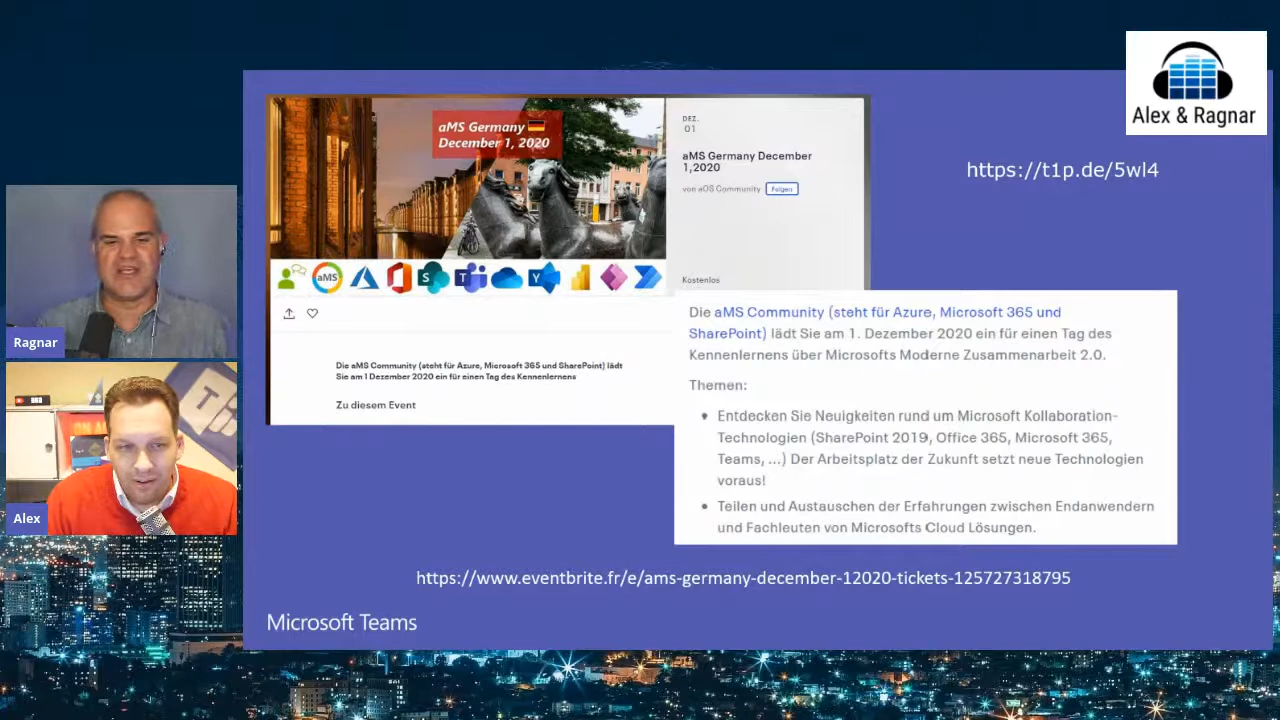 Alex & Ragnar
https://t1p.de/5wl4
aMS Germany
December 1, 2020
DEZ.
01
aMS Germany December
1,2020
von aOS Community
Folgen
Kostenlos
aMS
Die aMS Community (steht für Azure, Microsoft 365 und SharePoint) lädt
Sie am 1 Dezember 2020 ein für einen Tag des Kennenlernens
Zu diesem Event
Die aMS Community (steht für Azure, Microsoft 365 und
SharePoint) lädt Sie am 1. Dezember 2020 ein für einen Tag des
Kennenlernens über Microsofts Moderne Zusammenarbeit 2.0.
Themen:
Entdecken Sie Neuigkeiten rund um Microsoft Kollaboration-
Technologien (SharePoint 2019, Office 365, Microsoft 365,
Teams, ...) Der Arbeitsplatz der Zukunft setzt neue Technologien
voraus!
Teilen und Austauschen der Erfahrungen zwischen Endanwendern
und Fachleuten von Microsofts Cloud Lösungen.
https://www.eventbrite.fr/e/ams-germany-december-12020-tickets-125727318795
Microsoft Teams
Ragnar
Alex